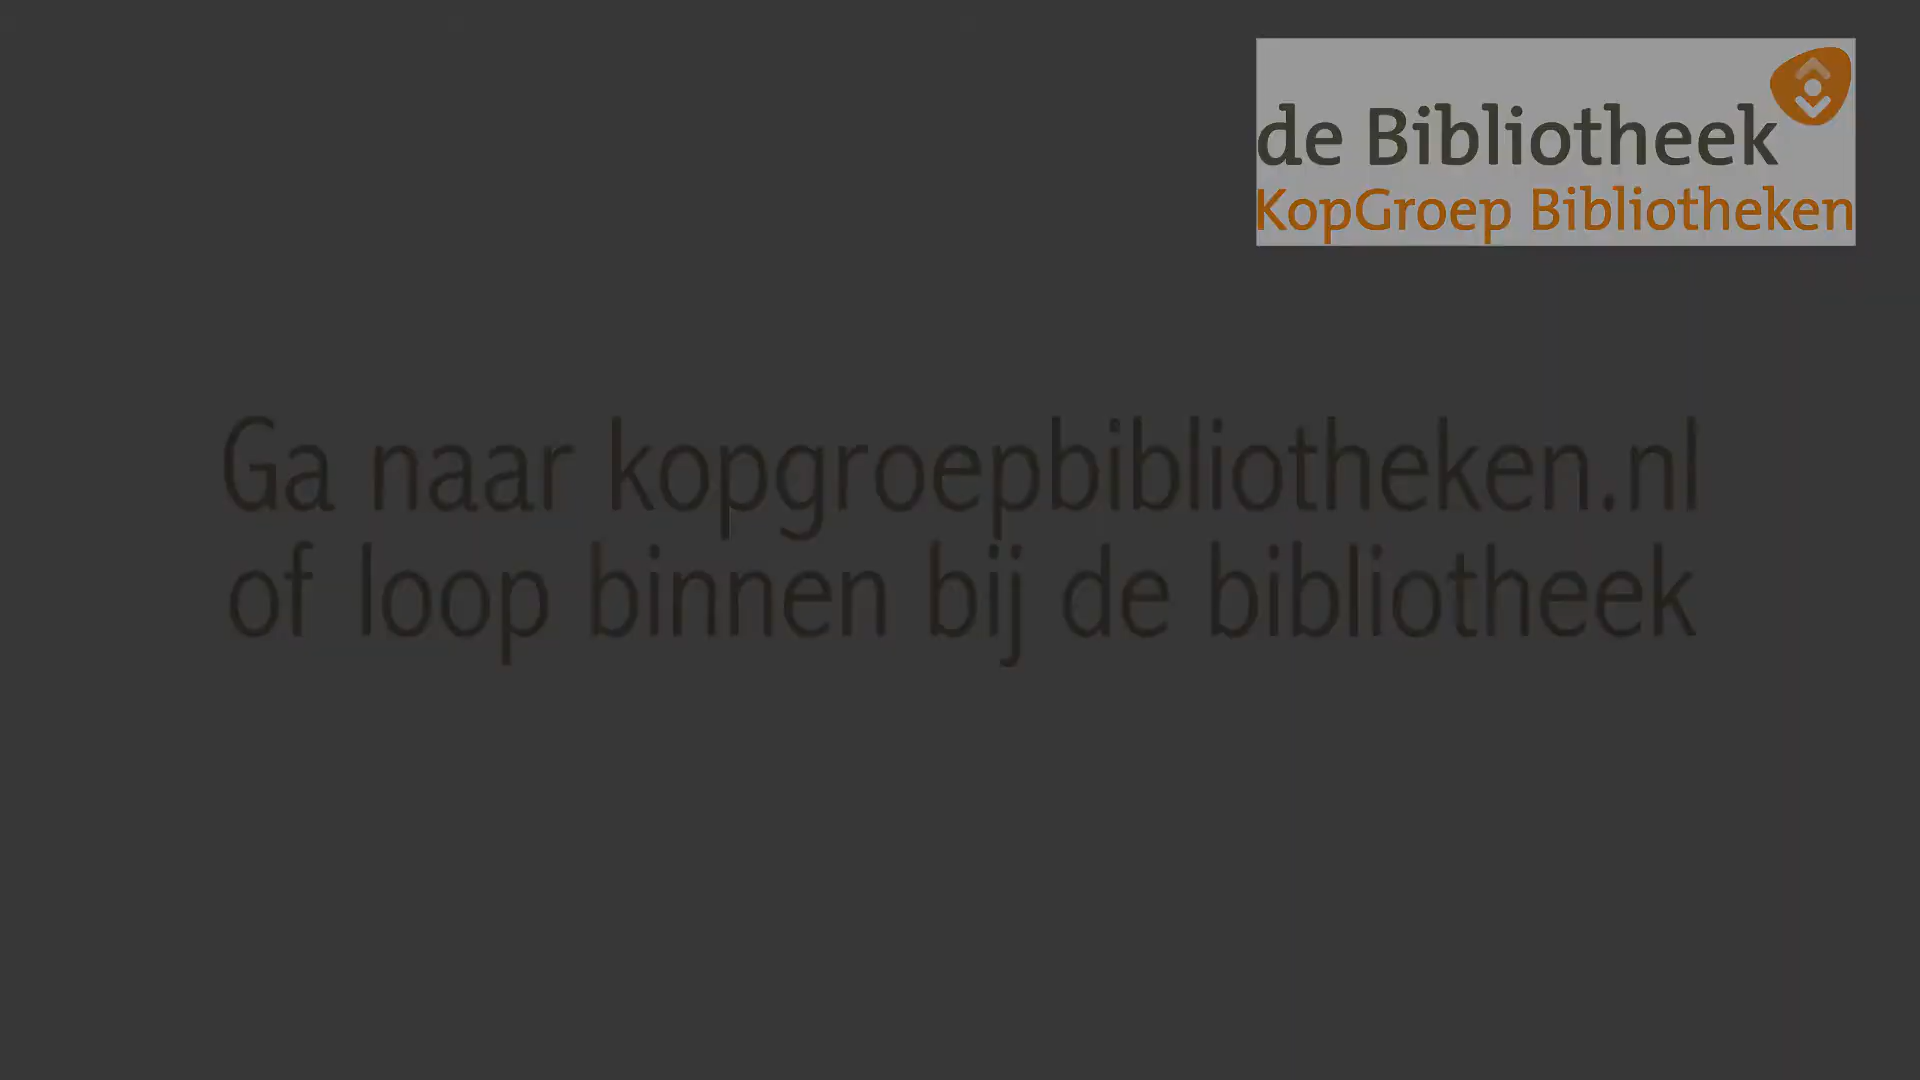 de Bibliotheek
KopGroep Bibliotheken
Ga naar kopgroepbibliotheken.nl
of loop binnen bij de bibliotheek